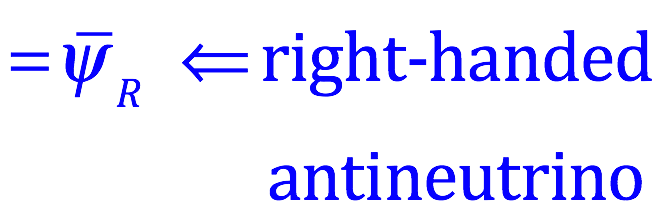 = ψ̄_R ⇐ right-handed
antineutrino